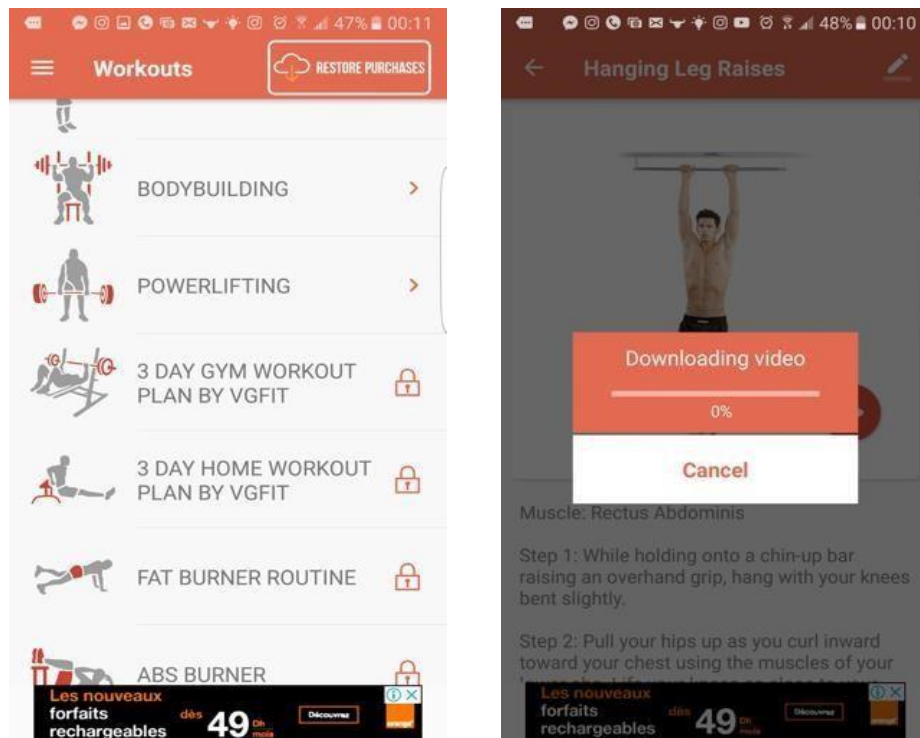 47% 00:11
Workouts
RESTORE PURCHASES
BODYBUILDING
POWERLIFTING
3 DAY GYM WORKOUT
PLAN BY VGFIT
3 DAY HOME WORKOUT
PLAN BY VGFIT
FAT BURNER ROUTINE
ABS BURNER
Les nouveaux
forfaits
rechargeables
dès
49 Dh
mois
Découvrez
orange
48% 00:10
Hanging Leg Raises
Downloading video
0%
Cancel
Muscle: Rectus Abdominis
Step 1: While holding onto a chin-up bar
raising an overhand grip, hang with your knees
bent slightly.
Step 2: Pull your hips up as you curl inward
toward your chest using the muscles of your
Les nouveaux
forfaits
rechargeables
dès
49 Dh
Découvrez